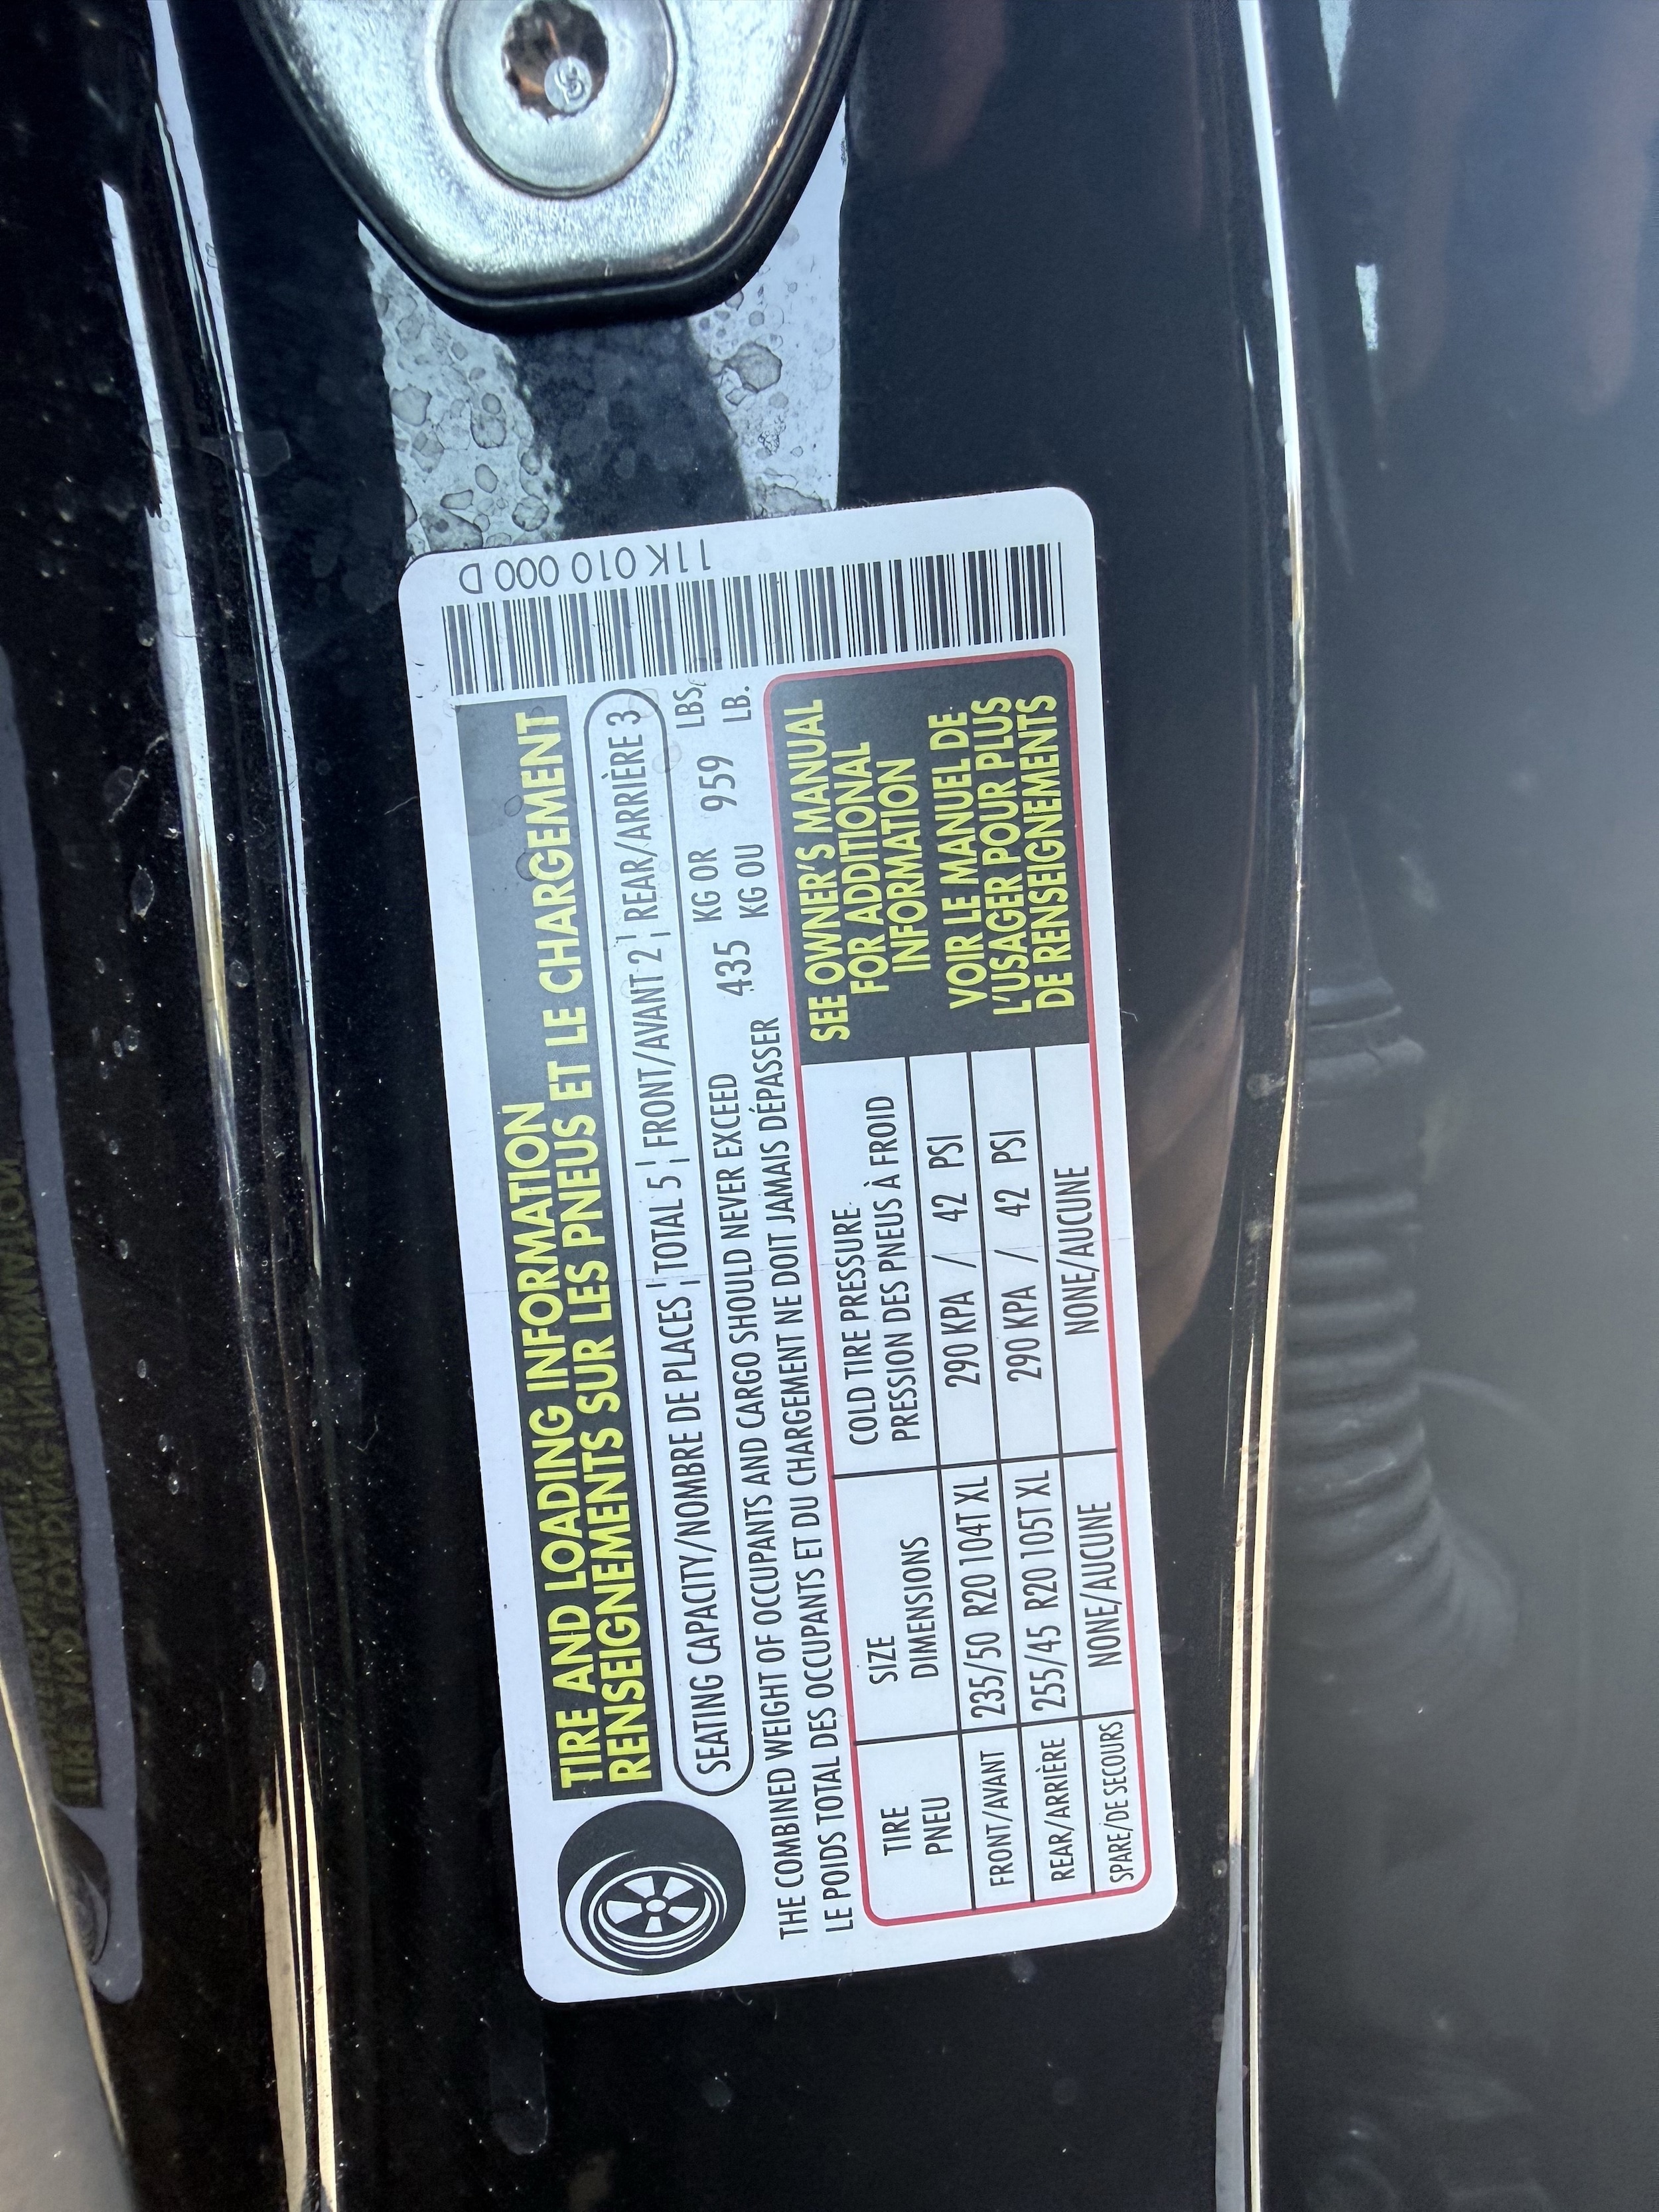 TIRE AND LOADING INFORMATION
RENSEIGNEMENTS SUR LES PNEUS ET LE CHARGEMENT
SEATING CAPACITY/NOMBRE DE PLACES ¦ TOTAL 5 ¦ FRONT/AVANT 2 ¦ REAR/ARRIÈRE 3
THE COMBINED WEIGHT OF OCCUPANTS AND CARGO SHOULD NEVER EXCEED 435 KG OR 959 LBS.
LE POIDS TOTAL DES OCCUPANTS ET DU CHARGEMENT NE DOIT JAMAIS DÉPASSER KG OU LB.
TIRE SIZE COLD TIRE PRESSURE
PNEU DIMENSIONS PRESSION DES PNEUS À FROID
FRONT/AVANT 235/50 R20 104T XL 290 KPA / 42 PSI
REAR/ARRIÈRE 255/45 R20 105T XL 290 KPA / 42 PSI
SPARE/DE SECOURS NONE/AUCUNE NONE/AUCUNE
SEE OWNER'S MANUAL
FOR ADDITIONAL
INFORMATION
VOIR LE MANUEL DE
L'USAGER POUR PLUS
DE RENSEIGNEMENTS
11K 010 000 D